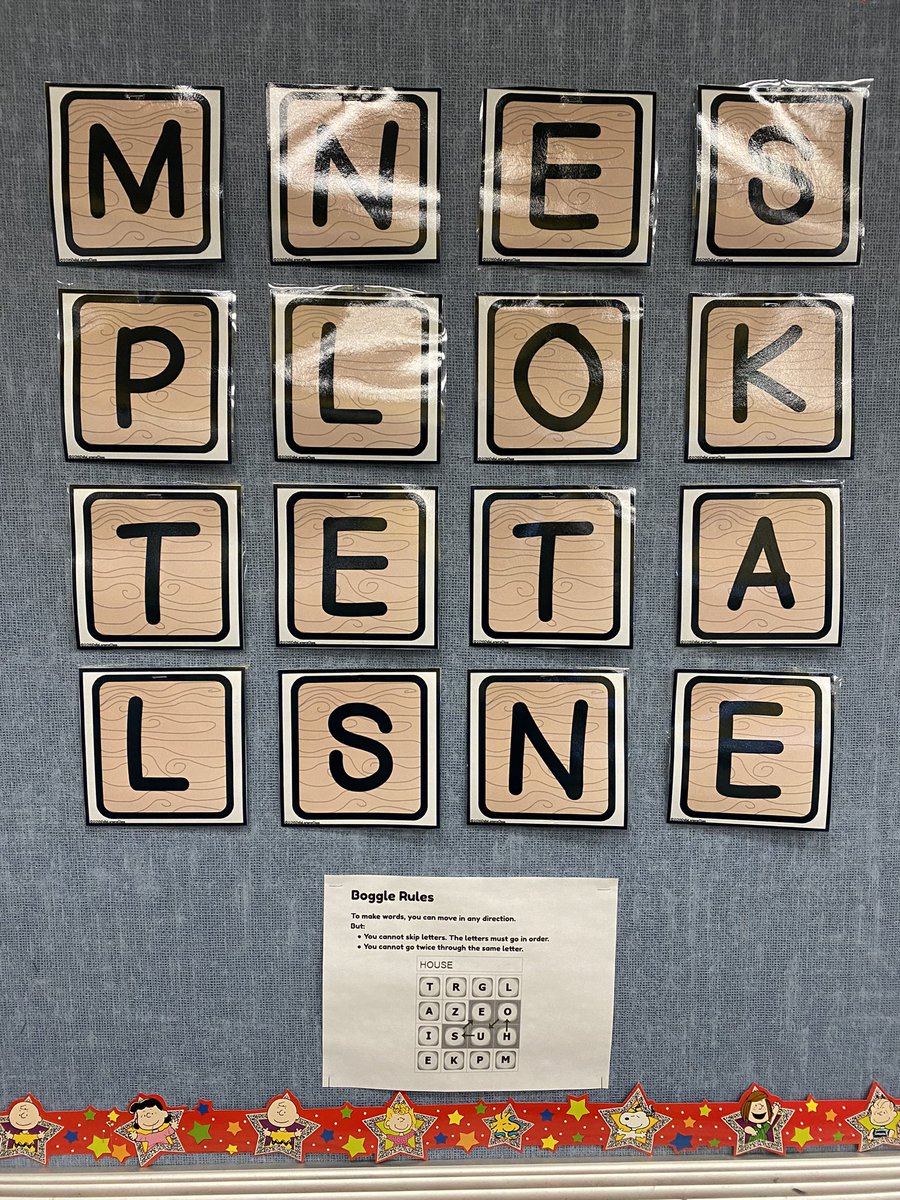 M N E S
P L O K
T E T A
L S N E
Boggle Rules
To make words, you can move in any direction.
But:
• You cannot skip letters. The letters must go in order.
• You cannot go twice through the same letter.
HOUSE
T R G L
A Z E O
I S U H
E K P M